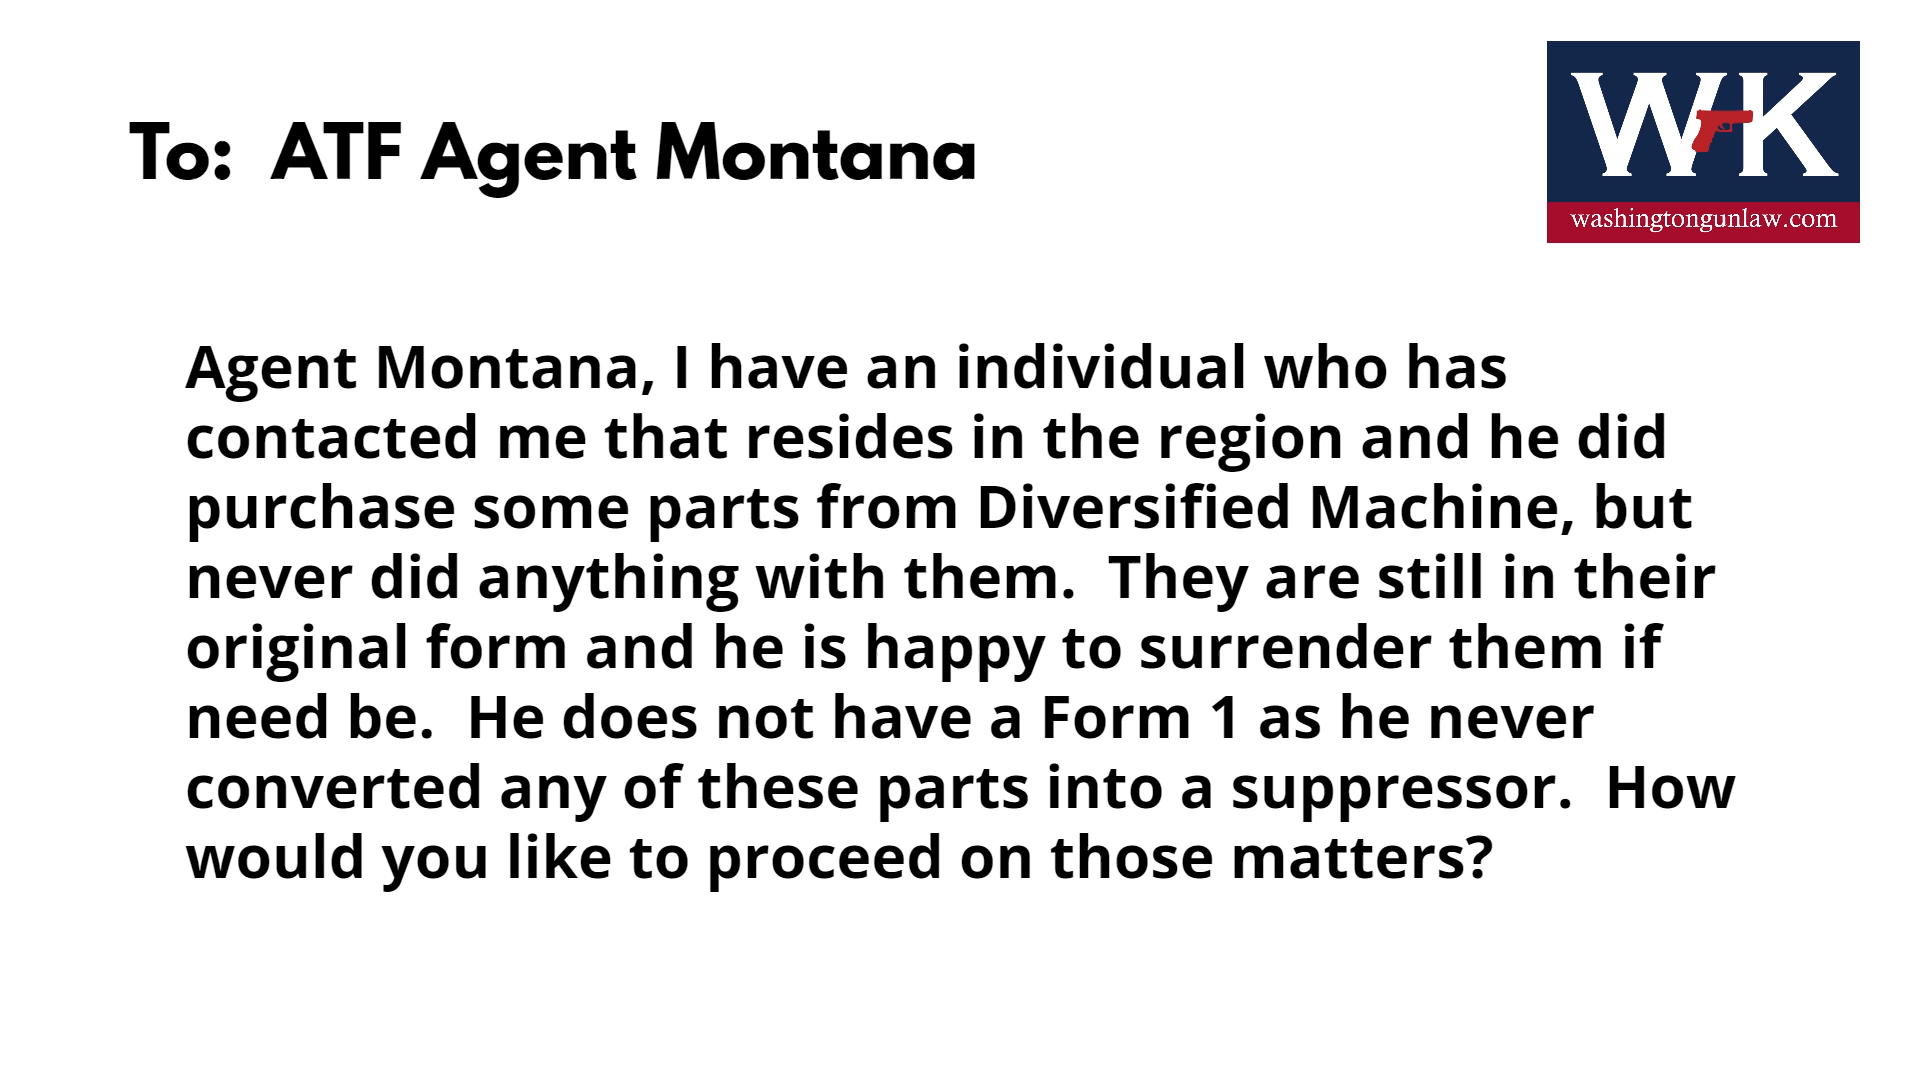 To:  ATF Agent Montana
WK
washingtongunlaw.com
Agent Montana, I have an individual who has
contacted me that resides in the region and he did
purchase some parts from Diversified Machine, but
never did anything with them.  They are still in their
original form and he is happy to surrender them if
need be.  He does not have a Form 1 as he never
converted any of these parts into a suppressor.  How
would you like to proceed on those matters?